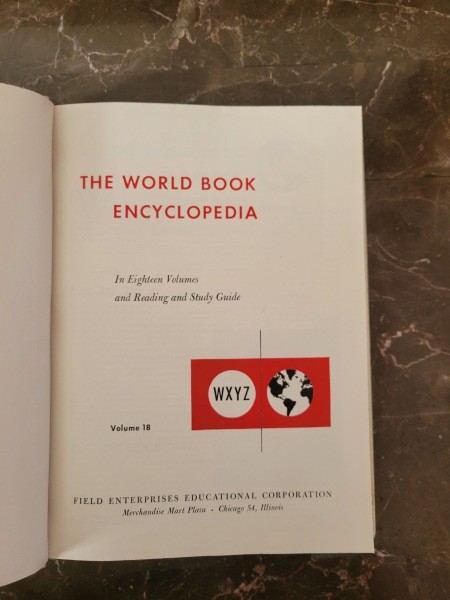 THE WORLD BOOK
ENCYCLOPEDIA
In Eighteen Volumes
and Reading and Study Guide
WXYZ
Volume 18
FIELD ENTERPRISES EDUCATIONAL CORPORATION
Merchandise Mart Plaza • Chicago 54, Illinois